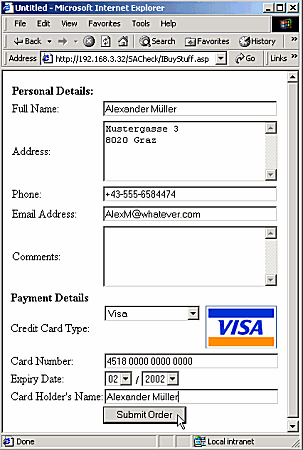 Untitled - Microsoft Internet Explorer
File Edit View Favorites Tools Help
Back Search Favorites History
Address http://192.168.3.32/SACheck/IBuyStuff.asp Go Links
Personal Details:
Full Name: Alexander Müller
Address: Mustergasse 3
8020 Graz
Phone: +43-555-6584474
Email Address: AlexM@whatever.com
Comments:
Payment Details
Credit Card Type: Visa
VISA
Card Number: 4518 0000 0000 0000
Expiry Date: 02 / 2002
Card Holder's Name: Alexander Müller
Submit Order
Done Local intranet